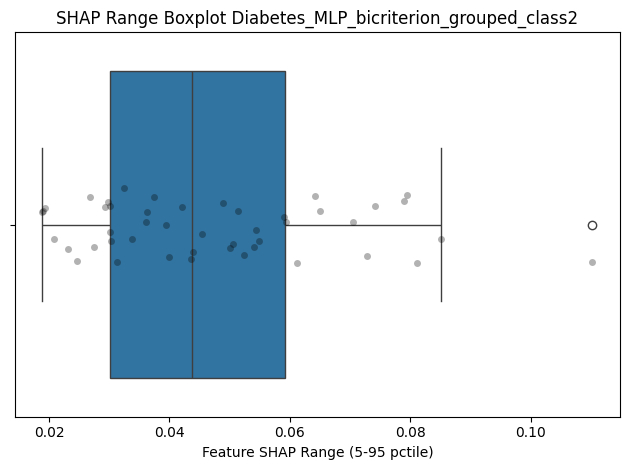 SHAP Range Boxplot Diabetes_MLP_bicriterion_grouped_class2
0.02 0.04 0.06 0.08 0.10
Feature SHAP Range (5-95 pctile)